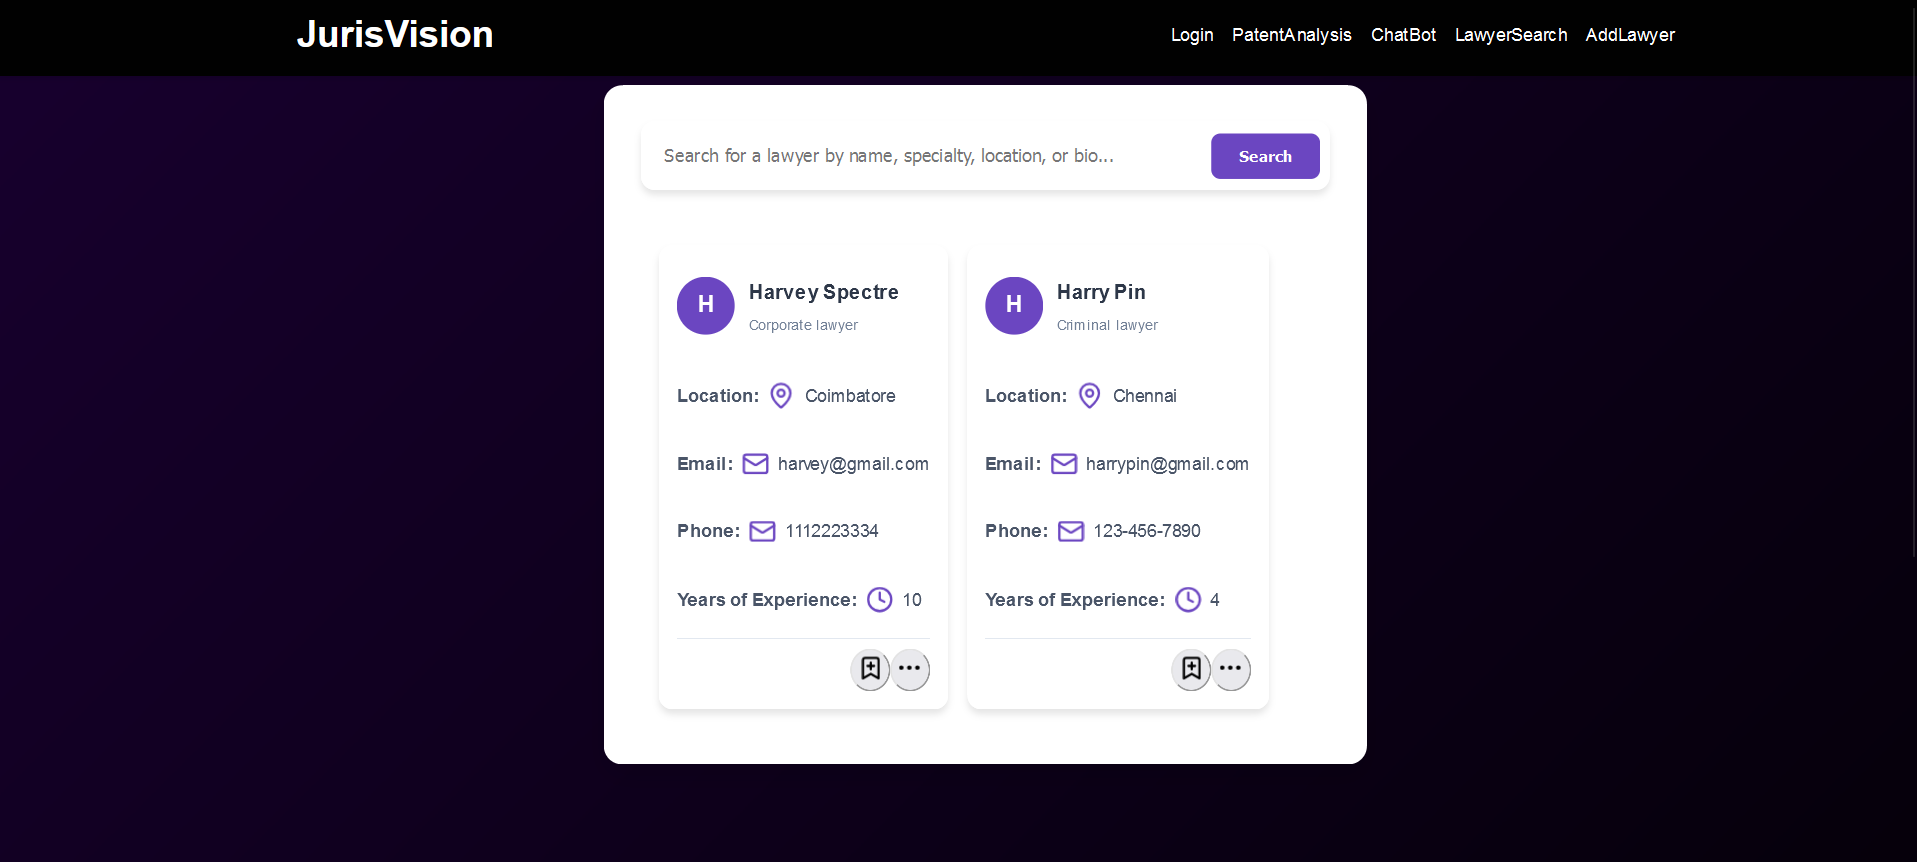 JurisVision
Login PatentAnalysis ChatBot LawyerSearch AddLawyer
Search for a lawyer by name, specialty, location, or bio... Search
H
Harvey Spectre
Corporate lawyer
Location: Coimbatore
Email: harvey@gmail.com
Phone: 1112223334
Years of Experience: 10
H
Harry Pin
Criminal lawyer
Location: Chennai
Email: harrypin@gmail.com
Phone: 123-456-7890
Years of Experience: 4